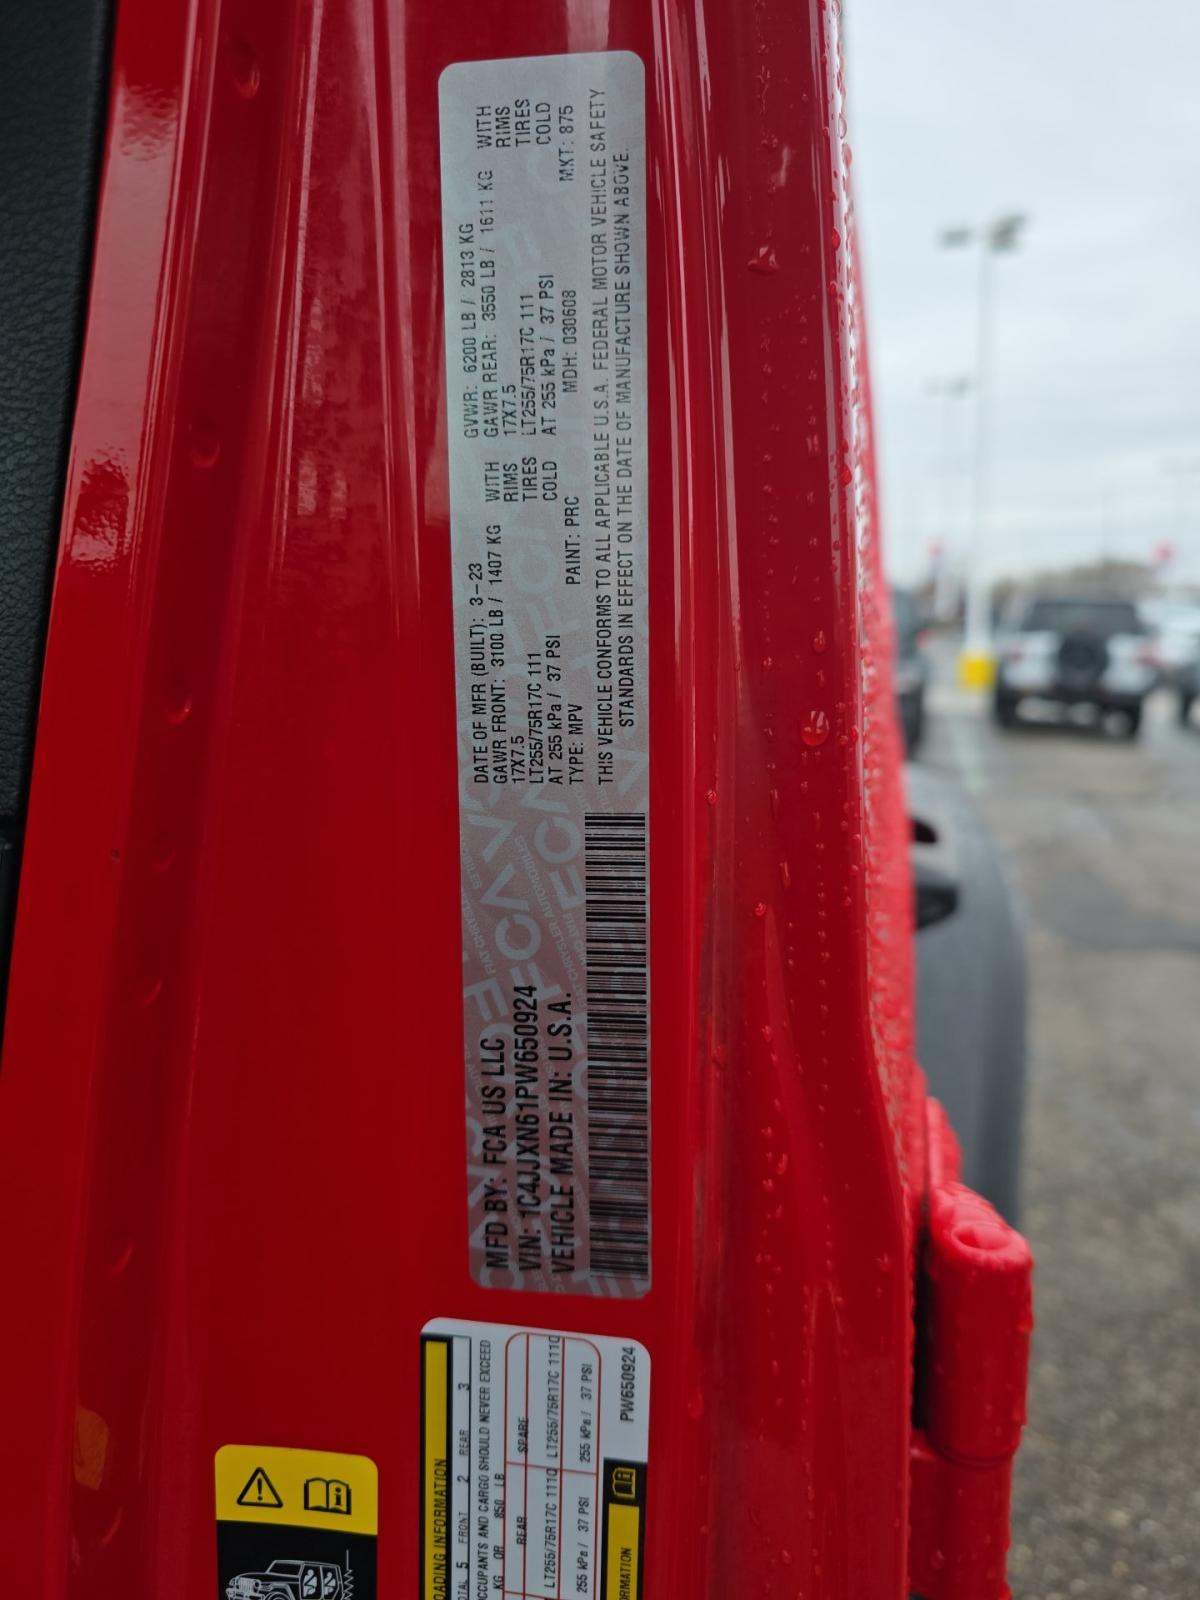 MFD BY: FCA US LLC
VIN: 1C4JJXN61PW650924
VEHICLE MADE IN: U.S.A.
DATE OF MFR (BUILT): 3-23 GVWR: 6200 LB / 2813 KG
GAWR FRONT: 3100 LB / 1407 KG WITH GAWR REAR: 3550 LB / 1611 KG WITH
17X7.5 RIMS 17X7.5 RIMS
LT255/75R17C 111 TIRES LT255/75R17C 111 TIRES
AT 255 kPa / 37 PSI COLD AT 255 kPa / 37 PSI COLD
TYPE: MPV PAINT: PRC MDH: 030608 MKT: 875
THIS VEHICLE CONFORMS TO ALL APPLICABLE U.S.A. FEDERAL MOTOR VEHICLE SAFETY
STANDARDS IN EFFECT ON THE DATE OF MANUFACTURE SHOWN ABOVE.
OADING INFORMATION
OTAL 5 FRONT 2 REAR 3
OCCUPANTS AND CARGO SHOULD NEVER EXCEED
KG OR 850 LB
REAR SPARE
LT255/75R17C 111Q LT255/75R17C 111Q
255 kPa / 37 PSI 255 kPa / 37 PSI
ORMATION PW650924